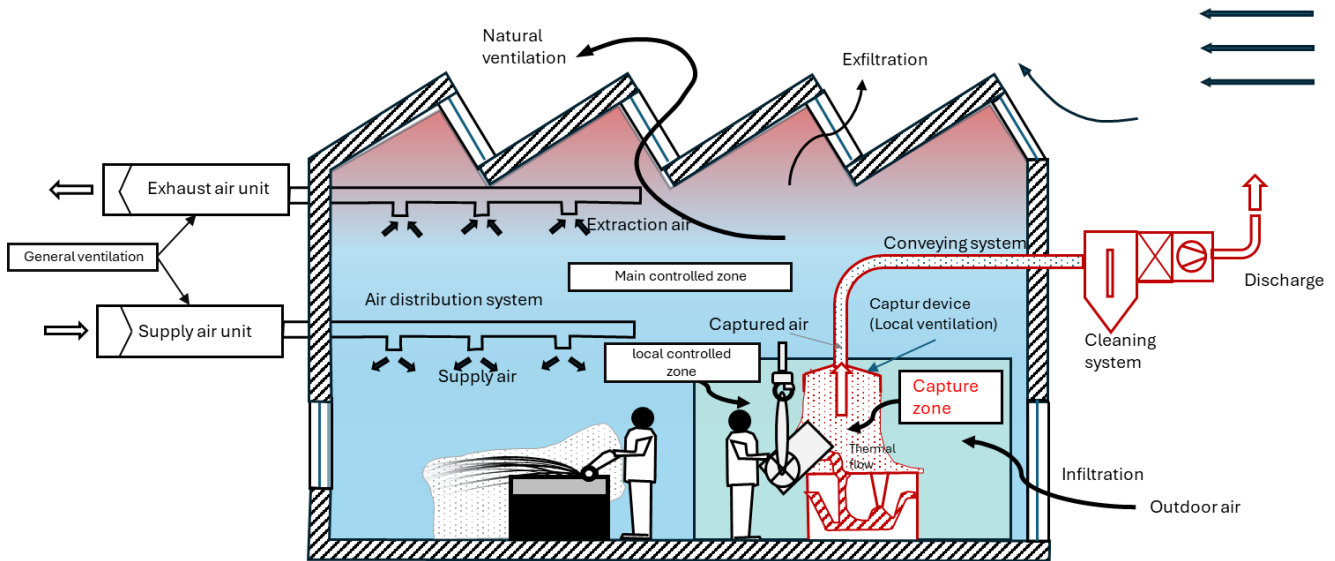 Natural
ventilation
Exfiltration
Exhaust air unit
Extraction air
General ventilation
Conveying system
Main controlled zone
Discharge
Air distribution system
Captur device
(Local ventilation)
Supply air unit
Captured air
Cleaning
system
local controlled
zone
Supply air
Capture
zone
Thermal
flow
Infiltration
Outdoor air